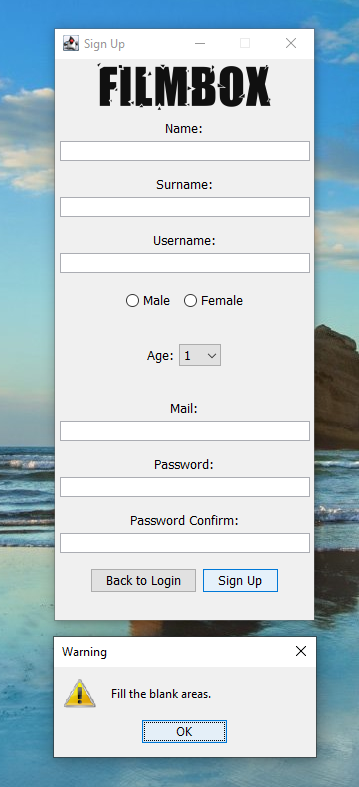 Sign Up
FILMBOX
Name:
Surname:
Username:
Male Female
Age: 1
Mail:
Password:
Password Confirm:
Back to Login Sign Up
Warning
Fill the blank areas.
OK